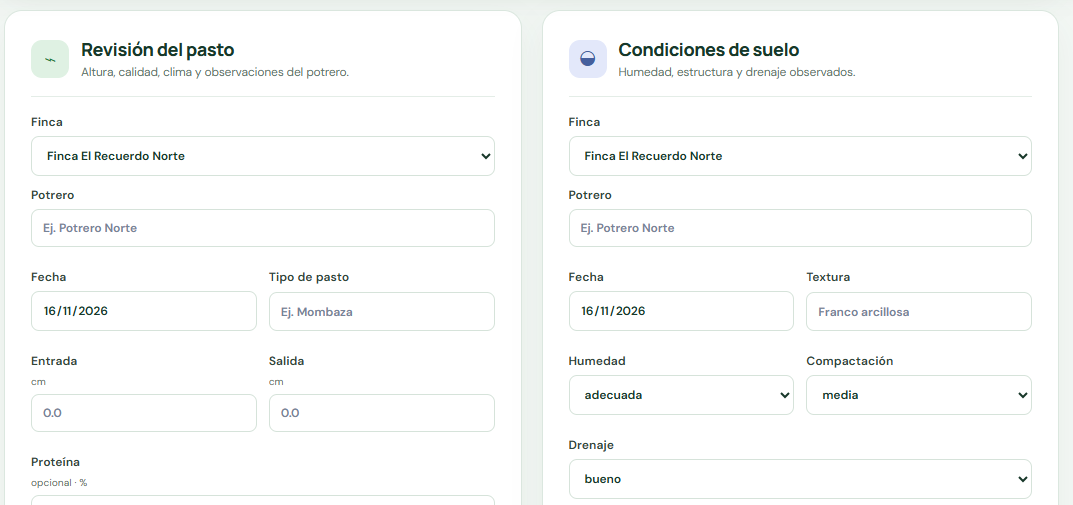 Revisión del pasto
Altura, calidad, clima y observaciones del potrero.
Finca
Finca El Recuerdo Norte
Potrero
Ej. Potrero Norte
Fecha
Tipo de pasto
16/11/2026
Ej. Mombaza
Entrada
Salida
cm
cm
0.0
0.0
Proteína
opcional · %
Condiciones de suelo
Humedad, estructura y drenaje observados.
Finca
Finca El Recuerdo Norte
Potrero
Ej. Potrero Norte
Fecha
Textura
16/11/2026
Franco arcillosa
Humedad
Compactación
adecuada
media
Drenaje
bueno